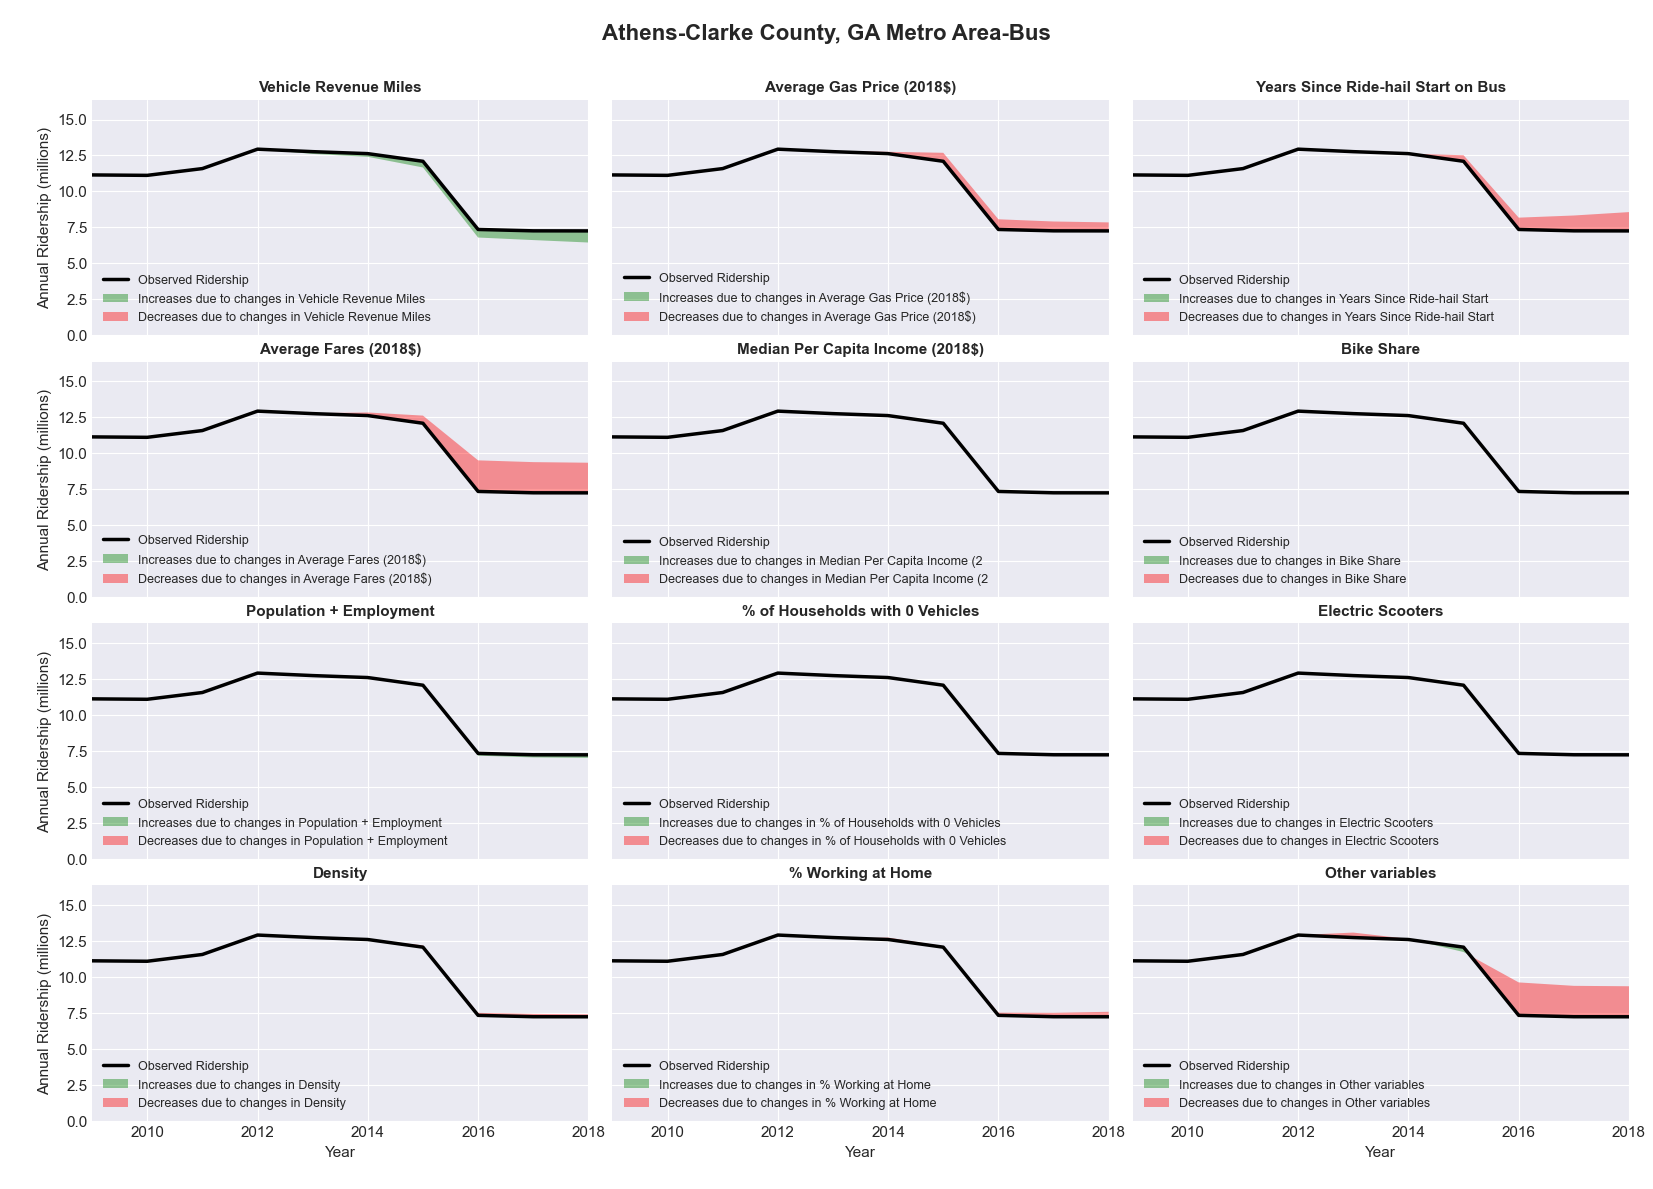 Athens-Clarke County, GA Metro Area-Bus
Vehicle Revenue Miles
Annual Ridership (millions)
15.0
12.5
10.0
7.5
5.0
2.5
0.0
Observed Ridership
Increases due to changes in Vehicle Revenue Miles
Decreases due to changes in Vehicle Revenue Miles
Average Gas Price (2018$)
Observed Ridership
Increases due to changes in Average Gas Price (2018$)
Decreases due to changes in Average Gas Price (2018$)
Years Since Ride-hail Start on Bus
Observed Ridership
Increases due to changes in Years Since Ride-hail Start
Decreases due to changes in Years Since Ride-hail Start
Average Fares (2018$)
Annual Ridership (millions)
15.0
12.5
10.0
7.5
5.0
2.5
0.0
Observed Ridership
Increases due to changes in Average Fares (2018$)
Decreases due to changes in Average Fares (2018$)
Median Per Capita Income (2018$)
Observed Ridership
Increases due to changes in Median Per Capita Income (2
Decreases due to changes in Median Per Capita Income (2
Bike Share
Observed Ridership
Increases due to changes in Bike Share
Decreases due to changes in Bike Share
Population + Employment
Annual Ridership (millions)
15.0
12.5
10.0
7.5
5.0
2.5
0.0
Observed Ridership
Increases due to changes in Population + Employment
Decreases due to changes in Population + Employment
% of Households with 0 Vehicles
Observed Ridership
Increases due to changes in % of Households with 0 Vehicles
Decreases due to changes in % of Households with 0 Vehicles
Electric Scooters
Observed Ridership
Increases due to changes in Electric Scooters
Decreases due to changes in Electric Scooters
Density
Annual Ridership (millions)
15.0
12.5
10.0
7.5
5.0
2.5
0.0
Observed Ridership
Increases due to changes in Density
Decreases due to changes in Density
2010 2012 2014 2016 2018
Year
% Working at Home
Observed Ridership
Increases due to changes in % Working at Home
Decreases due to changes in % Working at Home
2010 2012 2014 2016 2018
Year
Other variables
Observed Ridership
Increases due to changes in Other variables
Decreases due to changes in Other variables
2010 2012 2014 2016 2018
Year